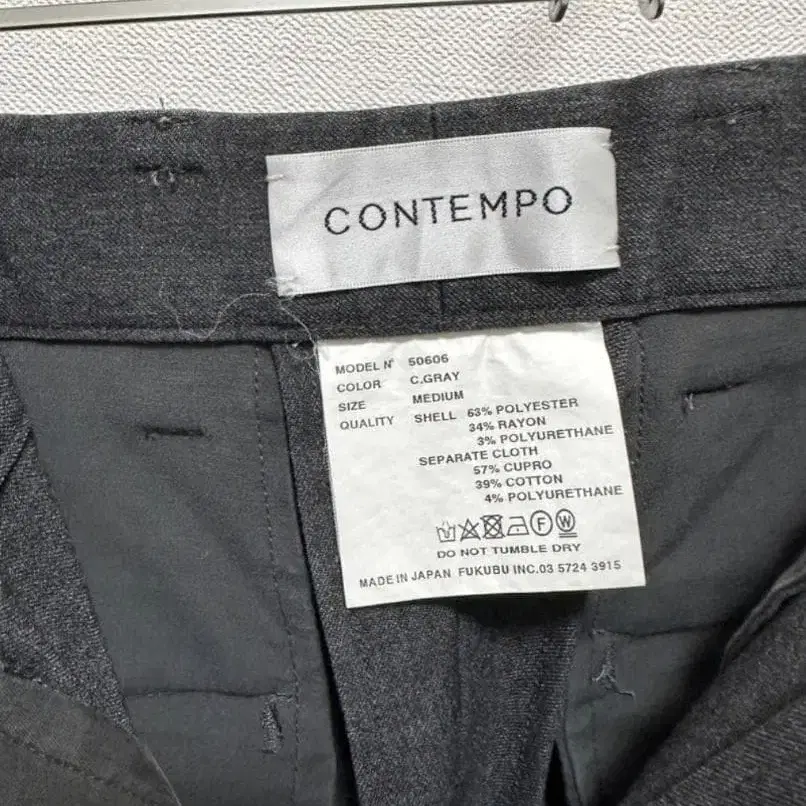 CONTEMPO
MODEL N° 50606
COLOR C.GRAY
SIZE MEDIUM
QUALITY SHELL 63% POLYESTER
34% RAYON
3% POLYURETHANE
SEPARATE CLOTH
57% CUPRO
39% COTTON
4% POLYURETHANE
F W
DO NOT TUMBLE DRY
MADE IN JAPAN FUKUBU INC.03 5724 3915